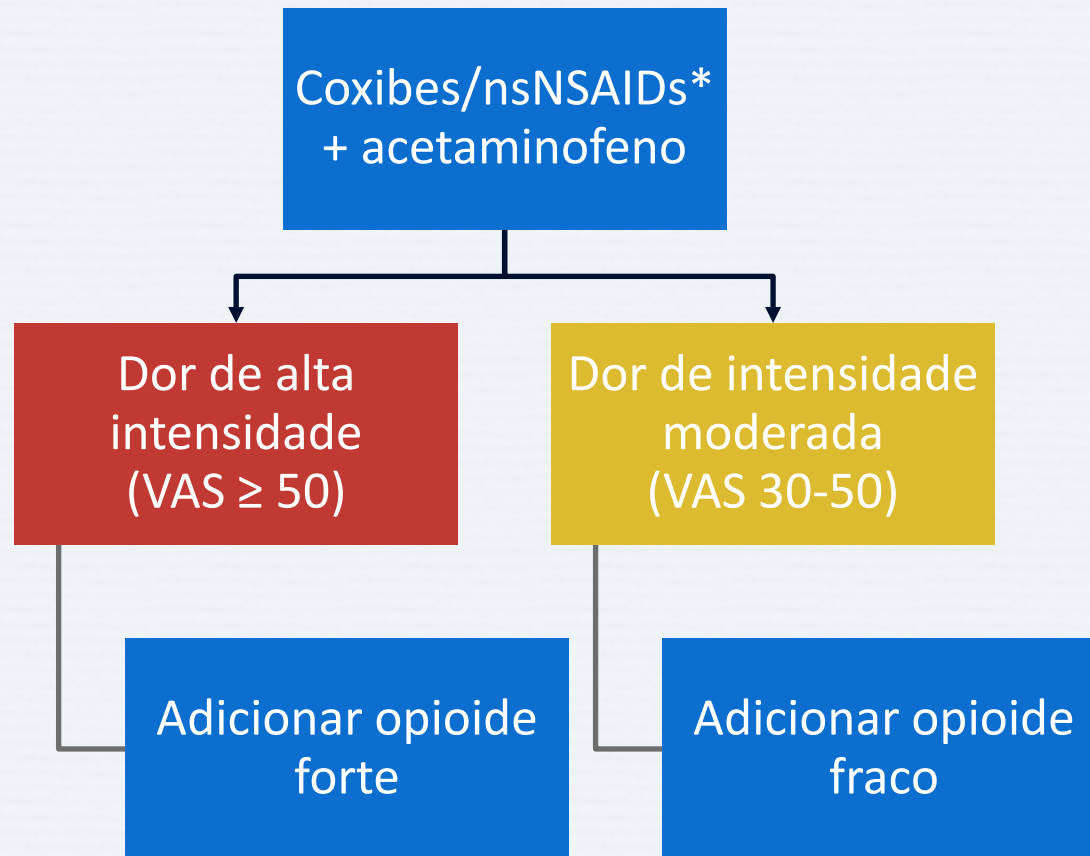 Coxibes/nsNSAIDs*
+ acetaminofeno
Dor de alta
intensidade
(VAS ≥ 50)
Dor de intensidade
moderada
(VAS 30-50)
Adicionar opioide
forte
Adicionar opioide
fraco